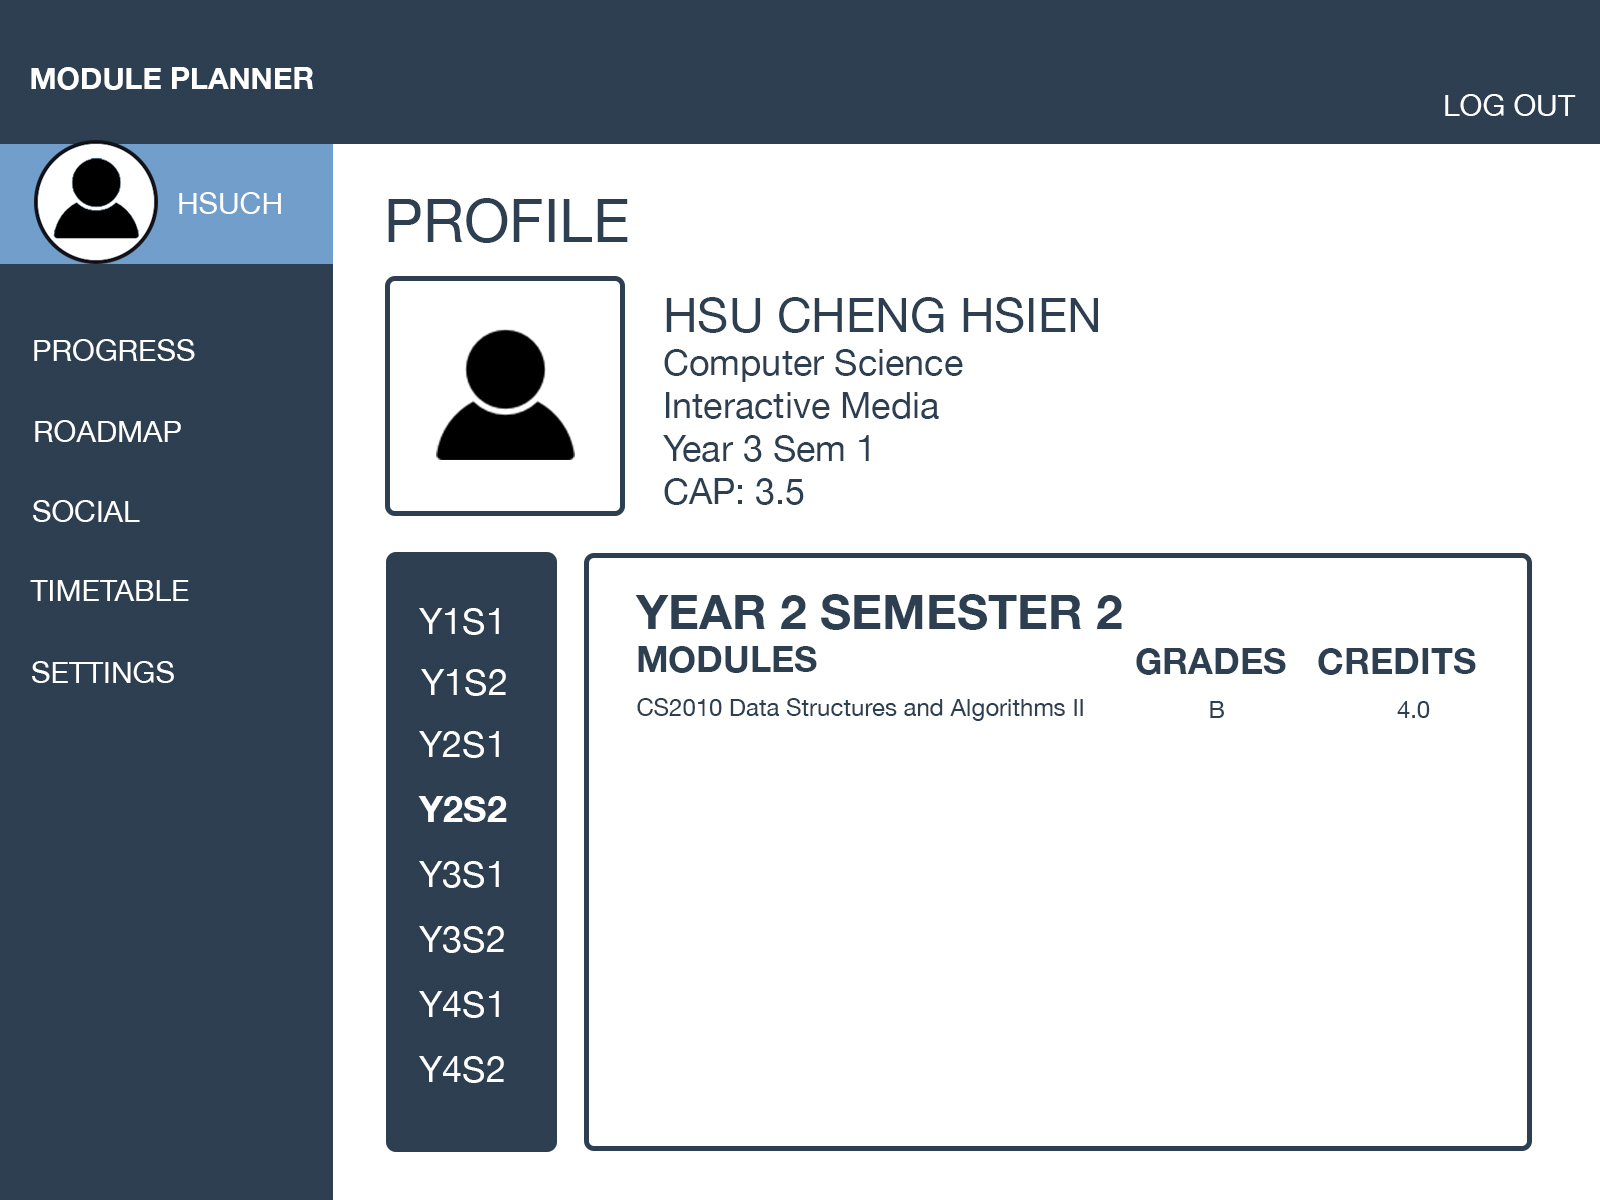 MODULE PLANNER
LOG OUT
HSUCH
PROGRESS
ROADMAP
SOCIAL
TIMETABLE
SETTINGS
PROFILE
HSU CHENG HSIEN
Computer Science
Interactive Media
Year 3 Sem 1
CAP: 3.5
Y1S1
Y1S2
Y2S1
Y2S2
Y3S1
Y3S2
Y4S1
Y4S2
YEAR 2 SEMESTER 2
MODULES GRADES CREDITS
CS2010 Data Structures and Algorithms II B 4.0